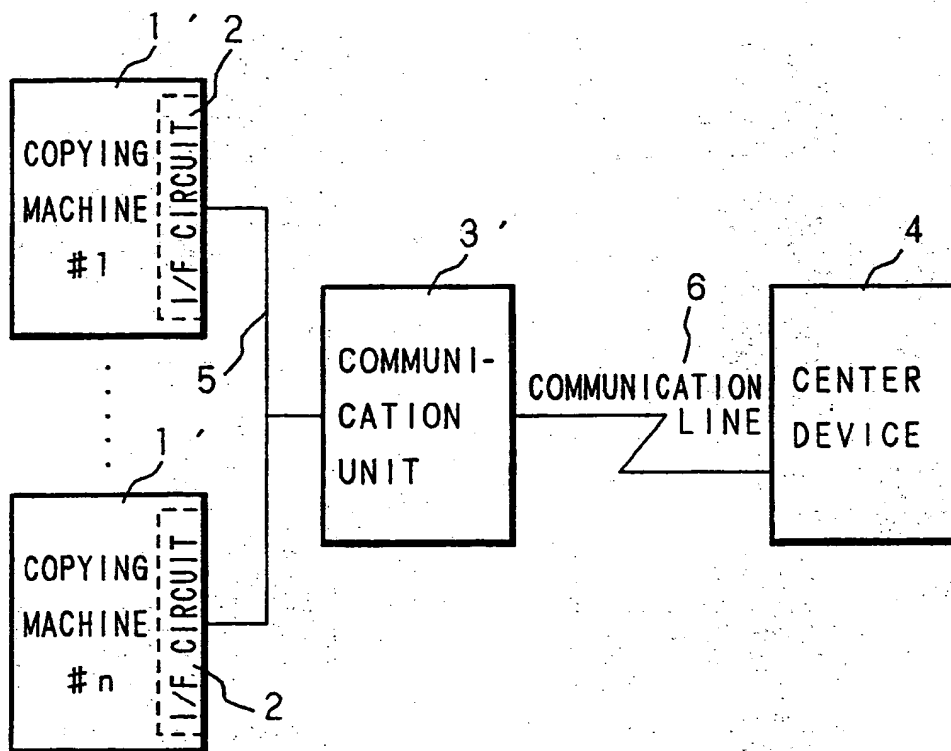 1'
2
COPYING
MACHINE
#1
I/F CIRCUIT
5
3'
COMMUNI-
CATION
UNIT
6
COMMUNICATION
LINE
4
CENTER
DEVICE
1'
COPYING
MACHINE
#n
I/F CIRCUIT
2